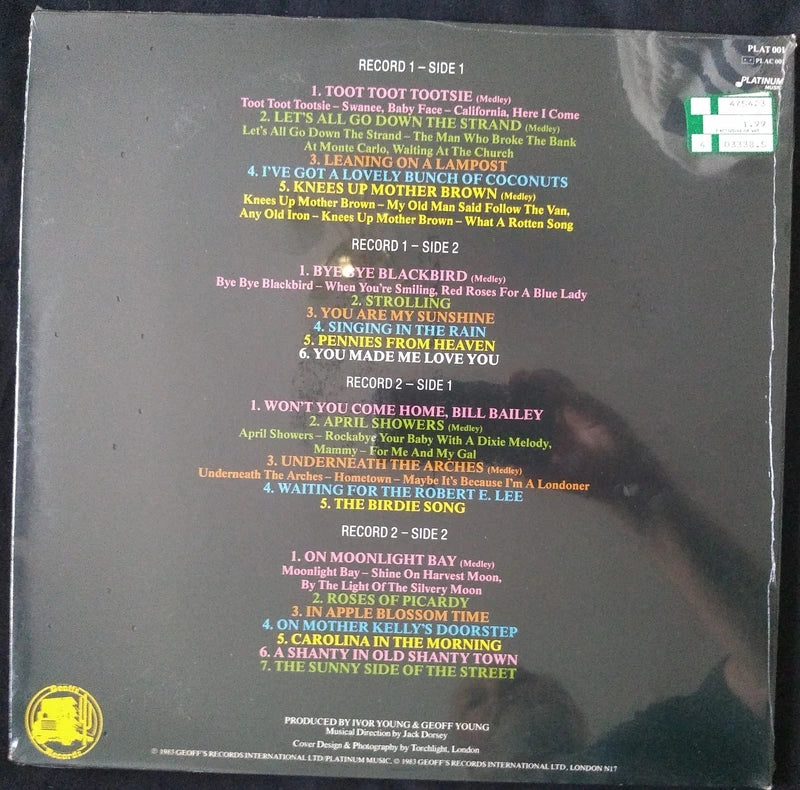 PLAT 001
PLAC 001
PLATINUM
MUSIC
1.99
RECORD 1 – SIDE 1
1. TOOT TOOT TOOTSIE (Medley)
Toot Toot Tootsie – Swanee, Baby Face – California, Here I Come
2. LET'S ALL GO DOWN THE STRAND (Medley)
Let's All Go Down The Strand – The Man Who Broke The Bank
At Monte Carlo, Waiting At The Church
3. LEANING ON A LAMPOST
4. I'VE GOT A LOVELY BUNCH OF COCONUTS
5. KNEES UP MOTHER BROWN (Medley)
Knees Up Mother Brown – My Old Man Said Follow The Van,
Any Old Iron – Knees Up Mother Brown – What A Rotten Song
RECORD 1 – SIDE 2
1. BYE BYE BLACKBIRD (Medley)
Bye Bye Blackbird – When You're Smiling, Red Roses For A Blue Lady
2. STROLLING
3. YOU ARE MY SUNSHINE
4. SINGING IN THE RAIN
5. PENNIES FROM HEAVEN
6. YOU MADE ME LOVE YOU
RECORD 2 – SIDE 1
1. WON'T YOU COME HOME, BILL BAILEY
2. APRIL SHOWERS (Medley)
April Showers – Rockabye Your Baby With A Dixie Melody,
Mammy – For Me And My Gal
3. UNDERNEATH THE ARCHES (Medley)
Underneath The Arches – Hometown – Maybe It's Because I'm A Londoner
4. WAITING FOR THE ROBERT E. LEE
5. THE BIRDIE SONG
RECORD 2 – SIDE 2
1. ON MOONLIGHT BAY (Medley)
Moonlight Bay – Shine On Harvest Moon,
By The Light Of The Silvery Moon
2. ROSES OF PICARDY
3. IN APPLE BLOSSOM TIME
4. ON MOTHER KELLY'S DOORSTEP
5. CAROLINA IN THE MORNING
6. A SHANTY IN OLD SHANTY TOWN
7. THE SUNNY SIDE OF THE STREET
Geoff's
Records
PRODUCED BY IVOR YOUNG & GEOFF YOUNG
Musical Direction by Jack Dorsey
Cover Design & Photography by Torchlight, London
℗ 1983 GEOFF'S RECORDS INTERNATIONAL LTD/PLATINUM MUSIC, © 1983 GEOFF'S RECORDS INTERNATIONAL LTD, LONDON N17